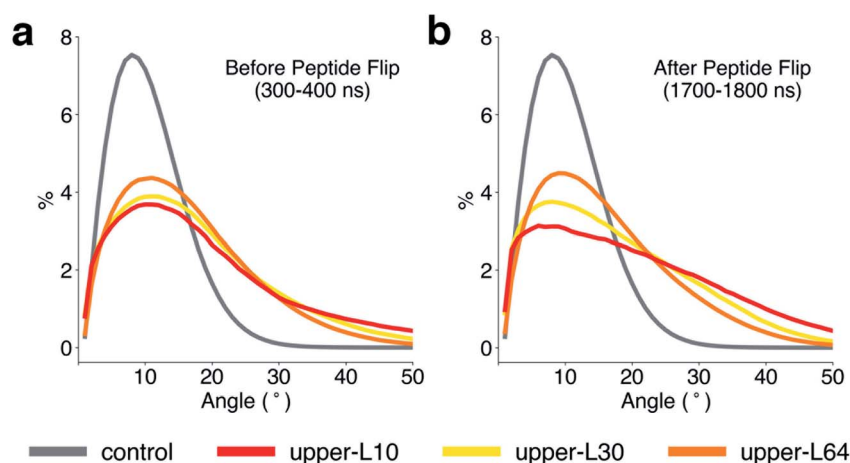 a
b
8
6
4
2
0
%
10
20
30
40
50
Angle (°)
Before Peptide Flip
(300-400 ns)
8
6
4
2
0
%
10
20
30
40
50
Angle (°)
After Peptide Flip
(1700-1800 ns)
control
upper-L10
upper-L30
upper-L64